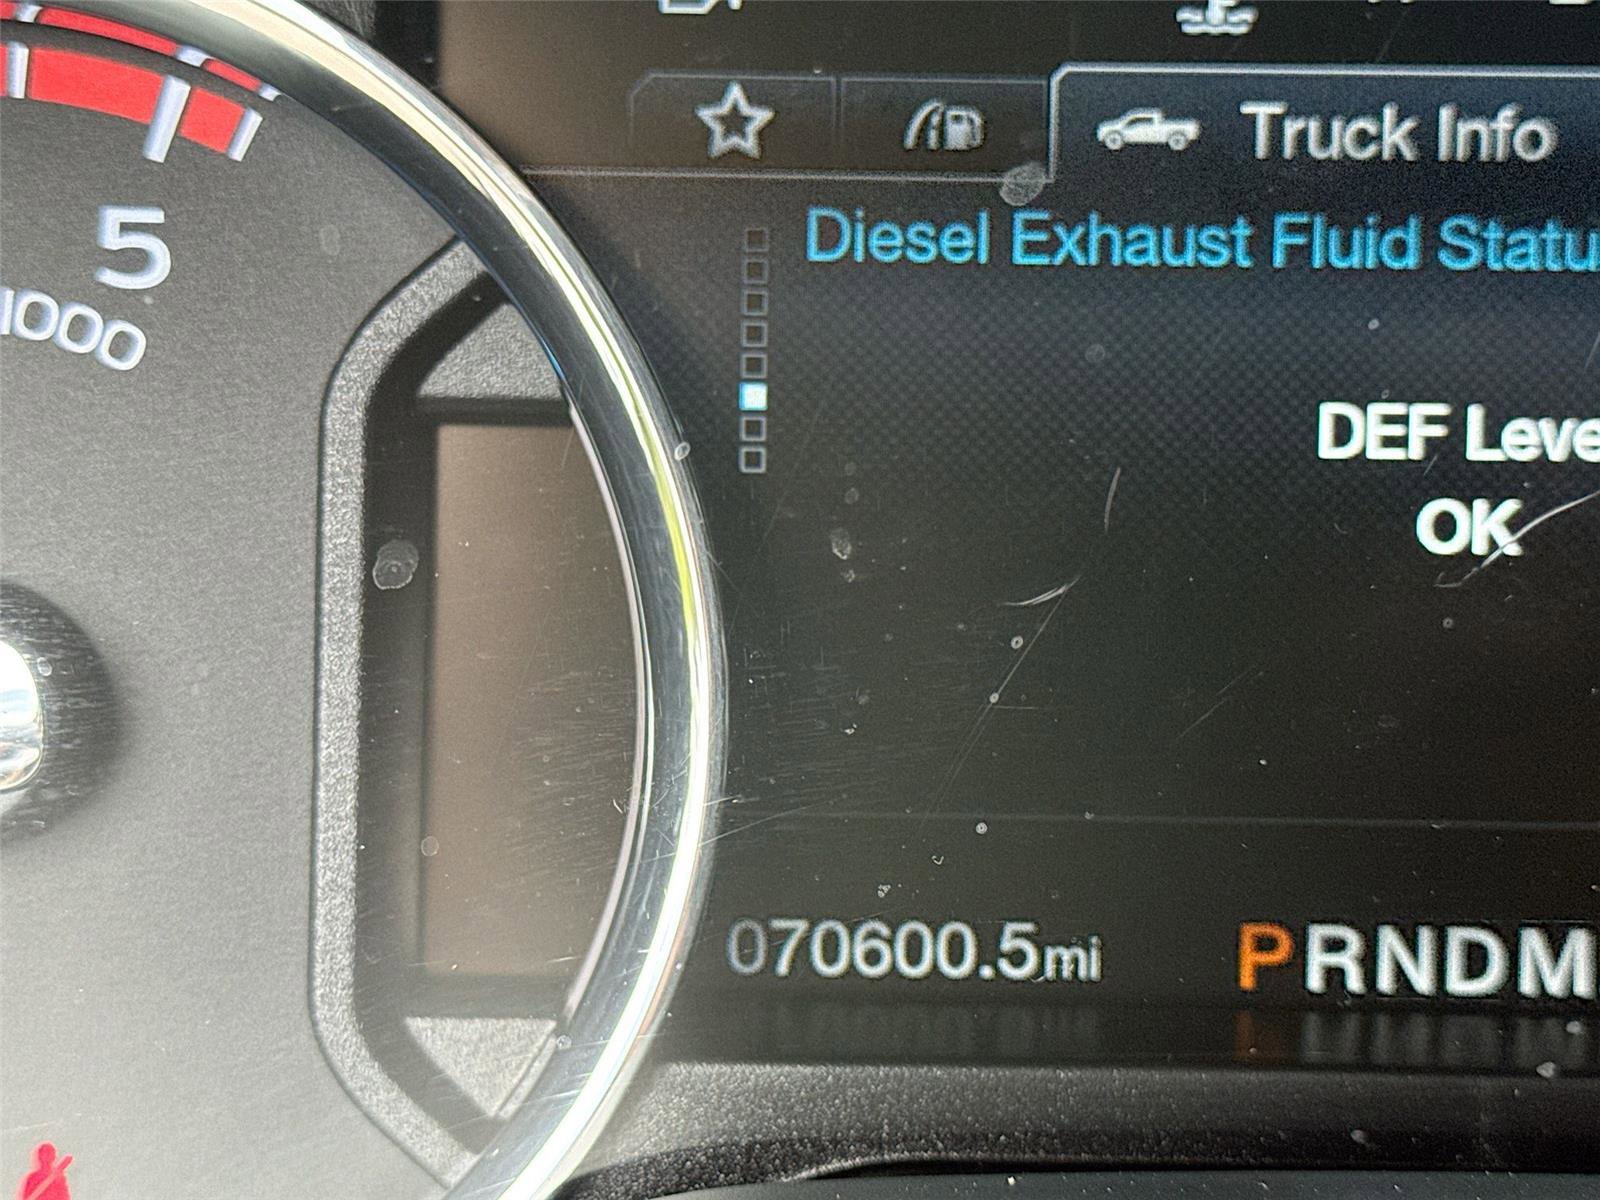 5
1000
Truck Info
Diesel Exhaust Fluid Statu
DEF Leve
OK
070600.5mi
PRNDM